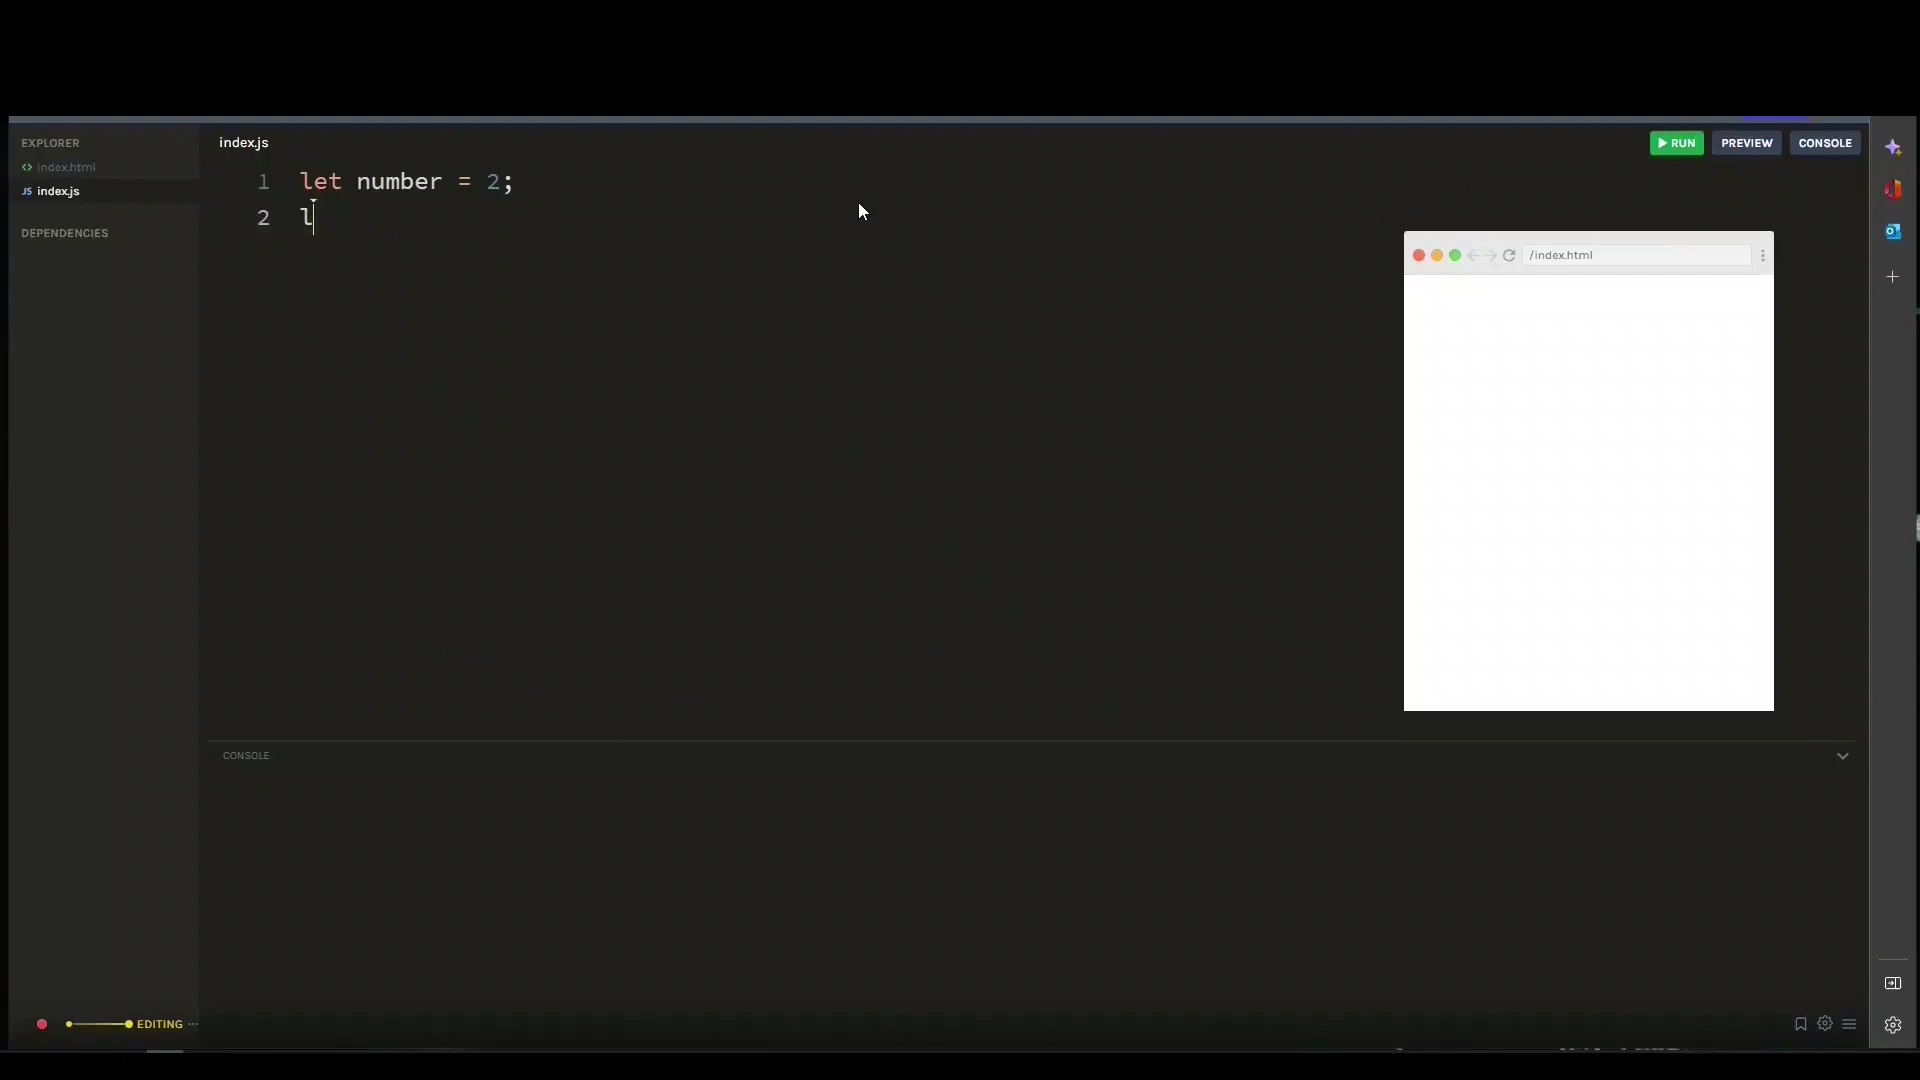 EXPLORER
index.html
JS index.js
DEPENDENCIES
index.js
RUN PREVIEW CONSOLE
1 let number = 2;
2 l
/index.html
CONSOLE
EDITING ...